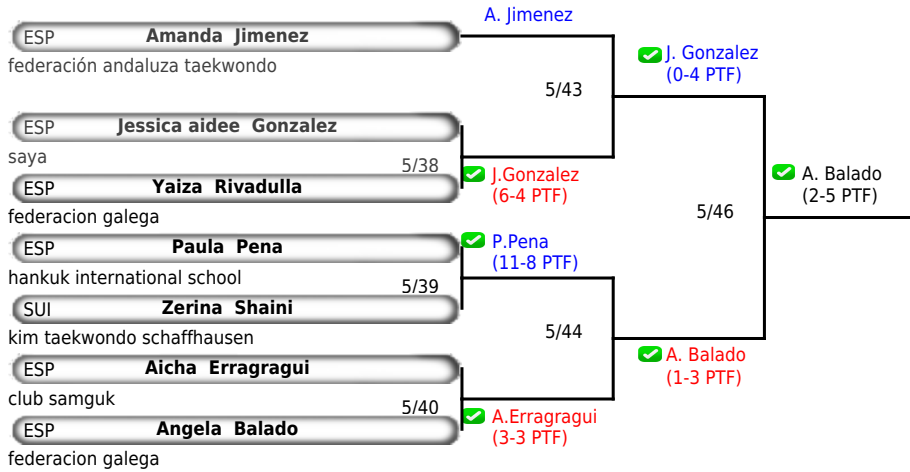 A. Jimenez
ESP Amanda Jimenez
federación andaluza taekwondo
J. Gonzalez
(0-4 PTF)
5/43
ESP Jessica aidee Gonzalez
saya
5/38
ESP Yaiza Rivadulla
federacion galega
J.Gonzalez
(6-4 PTF)
A. Balado
(2-5 PTF)
5/46
ESP Paula Pena
hankuk international school
P.Pena
(11-8 PTF)
5/39
SUI Zerina Shaini
kim taekwondo schaffhausen
5/44
A. Balado
(1-3 PTF)
ESP Aicha Erragragui
club samguk
5/40
ESP Angela Balado
federacion galega
A.Erragragui
(3-3 PTF)